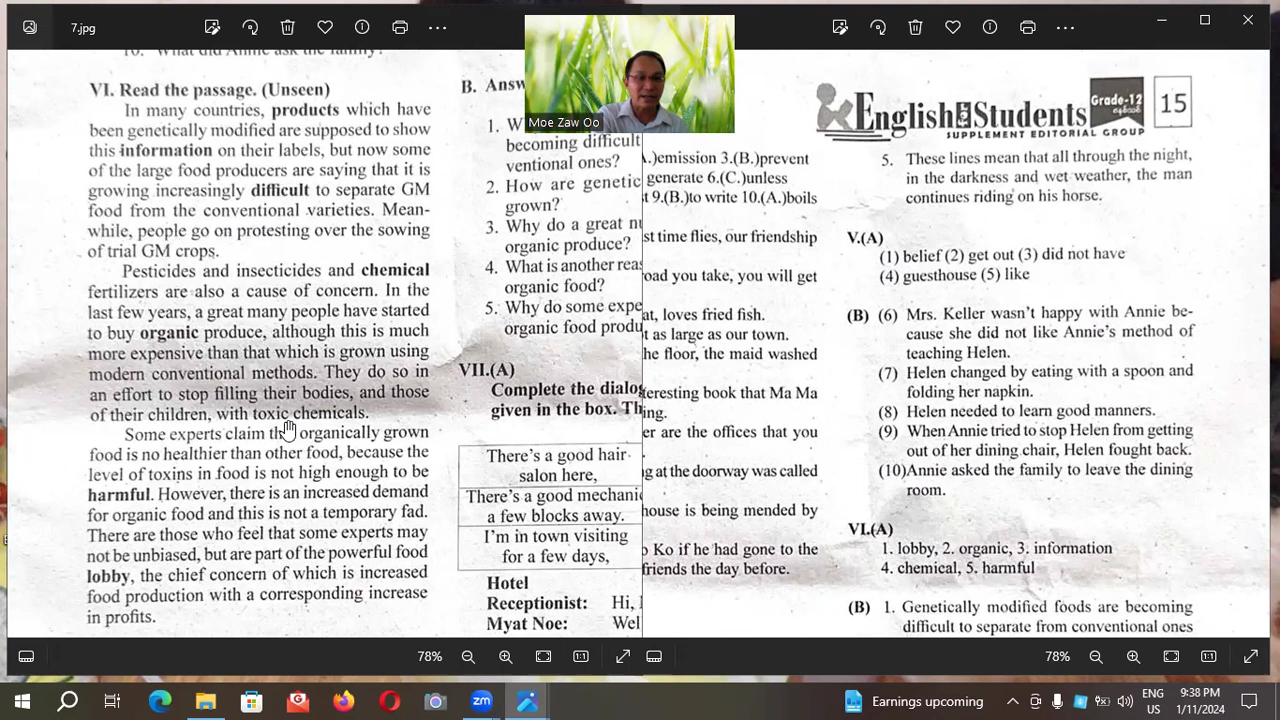 7.jpg
10. What did Annie ask the family?
VI. Read the passage. (Unseen)
In many countries, products which have
been genetically modified are supposed to show
this information on their labels, but now some
of the large food producers are saying that it is
growing increasingly difficult to separate GM
food from the conventional varieties. Mean-
while, people go on protesting over the sowing
of trial GM crops.
Pesticides and insecticides and chemical
fertilizers are also a cause of concern. In the
last few years, a great many people have started
to buy organic produce, although this is much
more expensive than that which is grown using
modern conventional methods. They do so in
an effort to stop filling their bodies, and those
of their children, with toxic chemicals.
Some experts claim organically grown
food is no healthier than other food, because the
level of toxins in food is not high enough to be
harmful. However, there is an increased demand
for organic food and this is not a temporary fad.
There are those who feel that some experts may
not be unbiased, but are part of the powerful food
lobby, the chief concern of which is increased
food production with a corresponding increase
in profits.
B. Answ
1. W
becoming difficult
ventional ones?
2. How are genetic
grown?
3. Why do a great nu
organic produce?
4. What is another reas
organic food?
5. Why do some expe
organic food produ
VII.(A)
Complete the dialog
given in the box. Th
There's a good hair
salon here,
There's a good mechanic
a few blocks away.
I'm in town visiting
for a few days,
Hotel
Receptionist: Hi, I
Myat Noe: Wel
Moe Zaw Oo
English Students
Grade-12
15
SUPPLEMENT EDITORIAL GROUP
.)emission 3.(B.)prevent
generate 6.(C.)unless
t 9.(B.)to write 10.(A.)boils
st time flies, our friendship
oad you take, you will get
at, loves fried fish.
t as large as our town.
he floor, the maid washed
teresting book that Ma Ma
ing.
er are the offices that you
g at the doorway was called
house is being mended by
o Ko if he had gone to the
friends the day before.
5. These lines mean that all through the night,
in the darkness and wet weather, the man
continues riding on his horse.
V.(A)
(1) belief (2) get out (3) did not have
(4) guesthouse (5) like
(B) (6) Mrs. Keller wasn't happy with Annie be-
cause she did not like Annie's method of
teaching Helen.
(7) Helen changed by eating with a spoon and
folding her napkin.
(8) Helen needed to learn good manners.
(9) When Annie tried to stop Helen from getting
out of her dining chair, Helen fought back.
(10)Annie asked the family to leave the dining
room.
VI.(A)
1. lobby, 2. organic, 3. information
4. chemical, 5. harmful
(B) 1. Genetically modified foods are becoming
difficult to separate from conventional ones
78%
1:1
78%
1:1
zm
Earnings upcoming
ENG
US
9:38 PM
1/11/2024